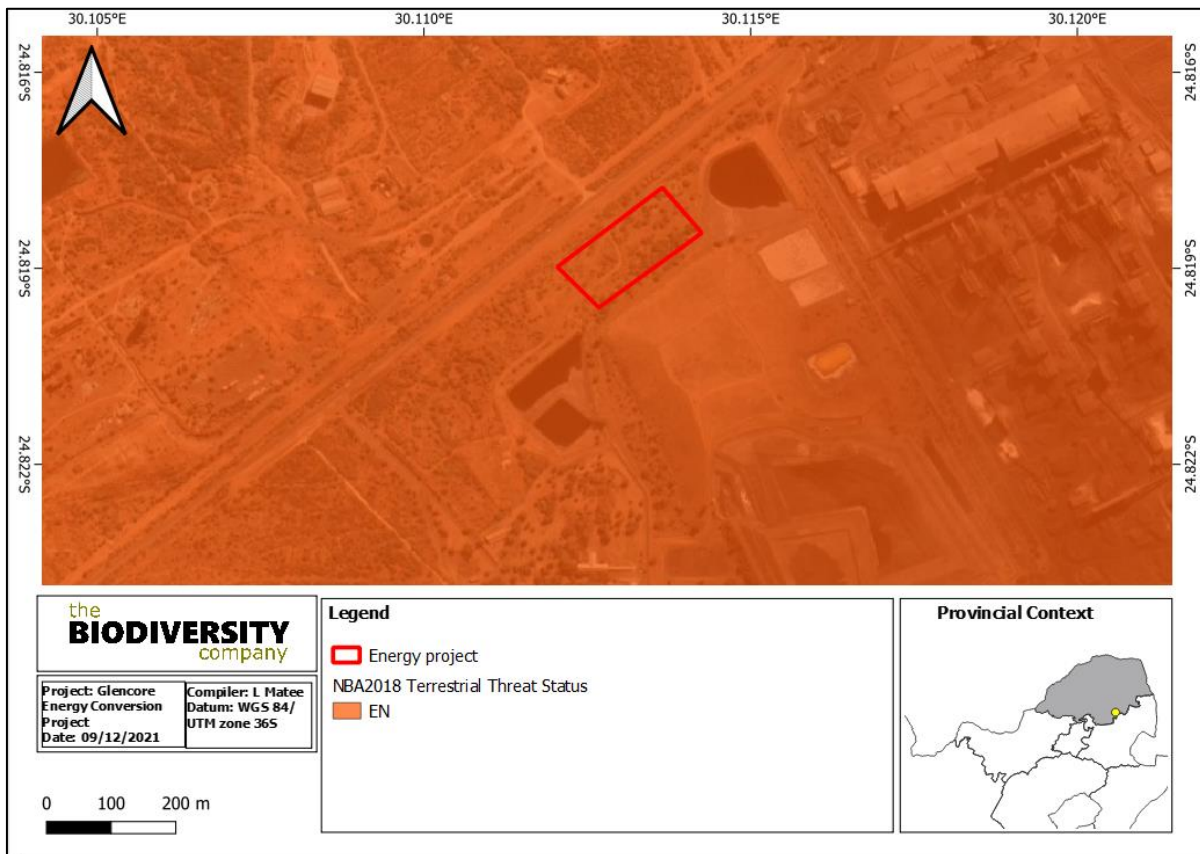 30.105°E 30.110°E 30.115°E 30.120°E
24.816°S 24.816°S
24.819°S 24.819°S
24.822°S 24.822°S
the
BIODIVERSITY
company
Project: Glencore
Energy Conversion
Project
Date: 09/12/2021
Compiler: L Matee
Datum: WGS 84/
UTM zone 36S
0 100 200 m
Legend
Energy project
NBA2018 Terrestrial Threat Status
EN
Provincial Context